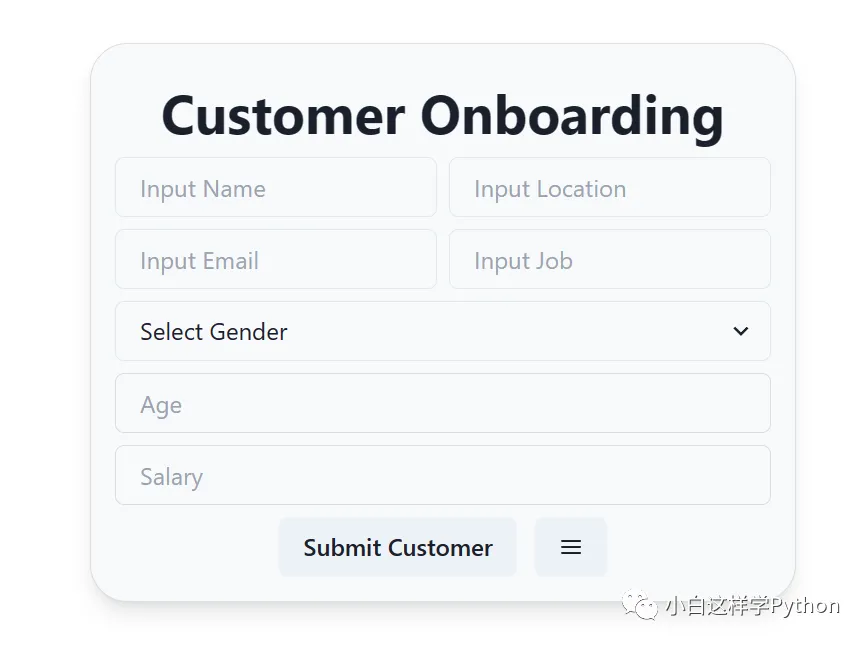 Customer Onboarding
Input Name
Input Location
Input Email
Input Job
Select Gender
Age
Salary
Submit Customer
小白这样学Python